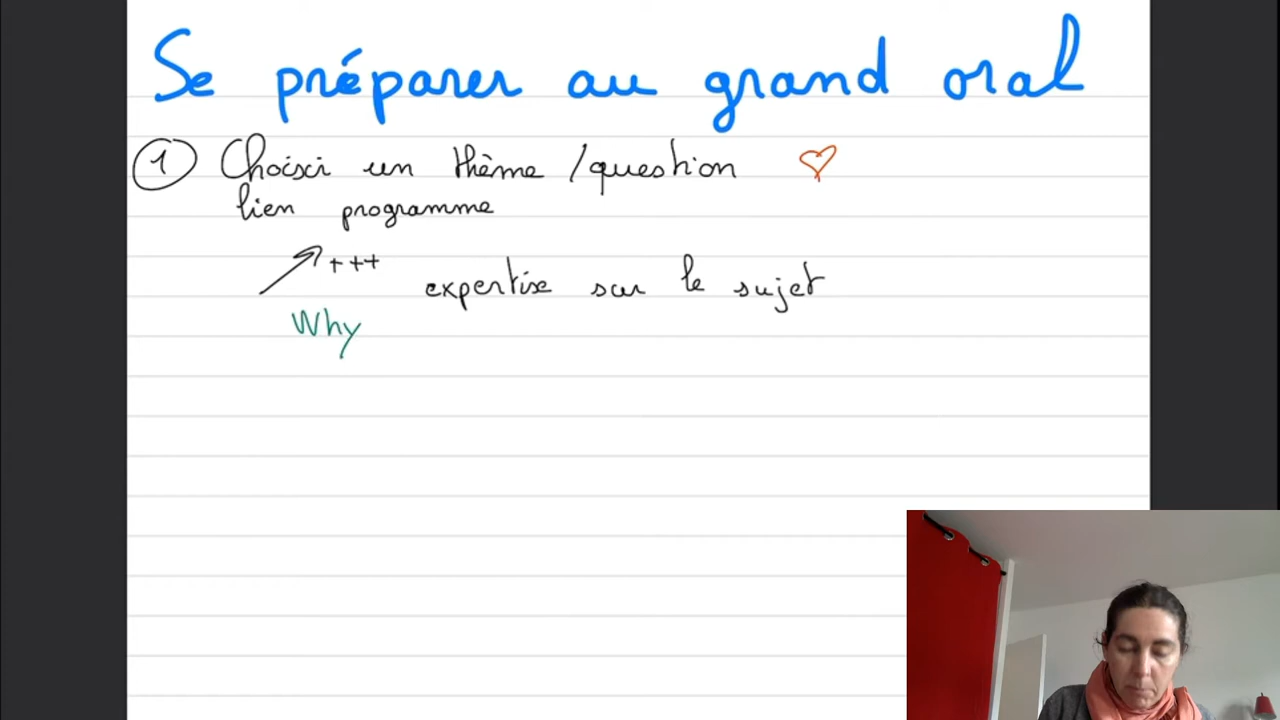 Se préparer au grand oral
1 Choisir un thème / question ♡
lien programme
+++ expertise sur le sujet
Why